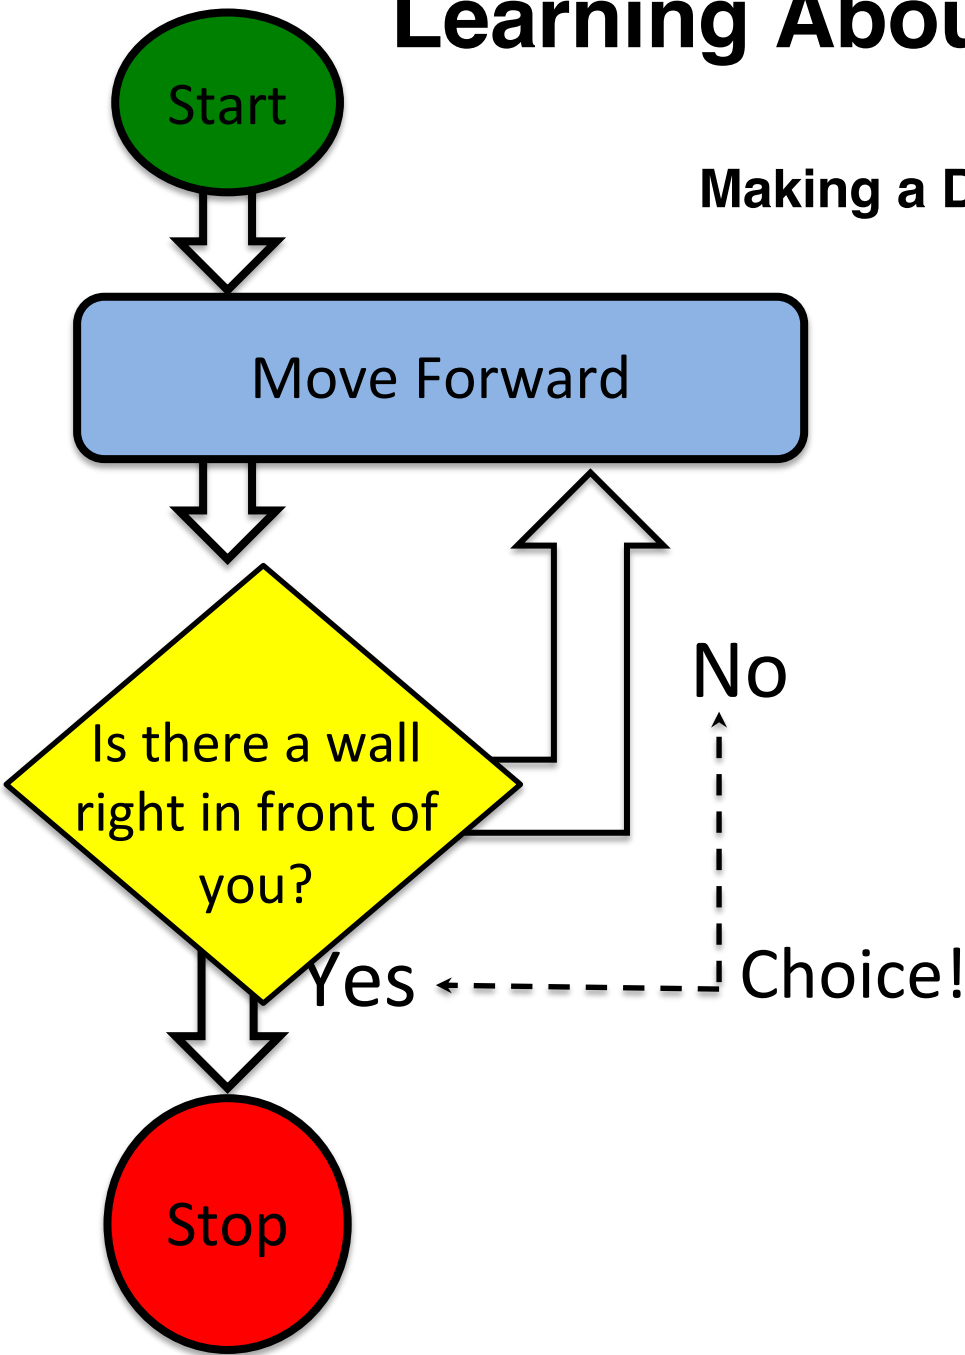 Learning Abou
Making a D
Start
Move Forward
No
Is there a wall
right in front of
you?
Yes
Choice!
Stop